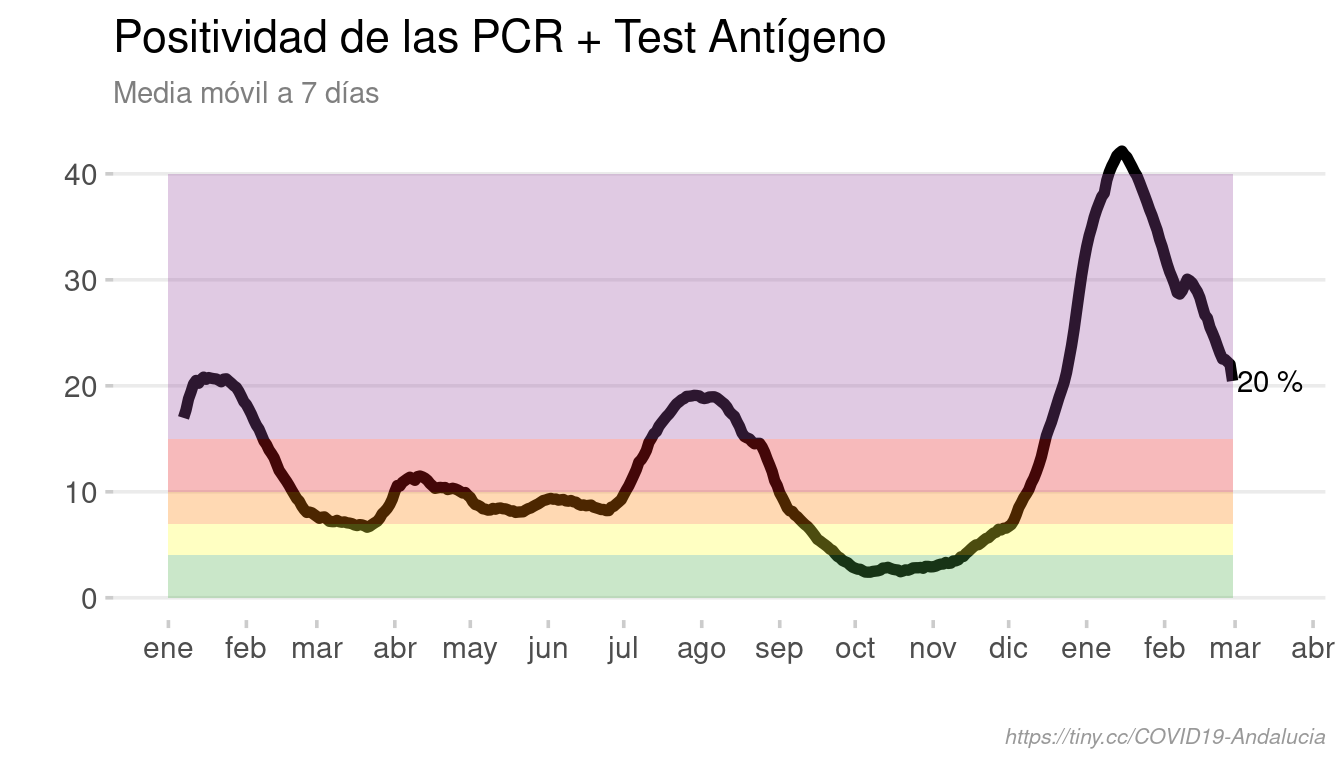 Positividad de las PCR + Test Antígeno
Media móvil a 7 días
40
30
20
10
0
20 %
ene feb mar abr may jun jul ago sep oct nov dic ene feb mar abr
https://tiny.cc/COVID19-Andalucia